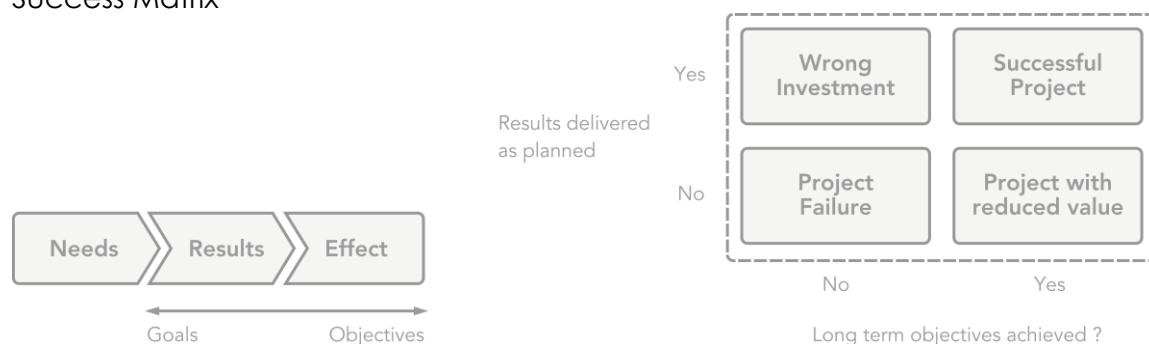 Success Matrix
Needs
Results
Effect
Goals
Objectives
Results delivered
as planned
Yes
No
Wrong
Investment
Successful
Project
Project
Failure
Project with
reduced value
No
Yes
Long term objectives achieved ?